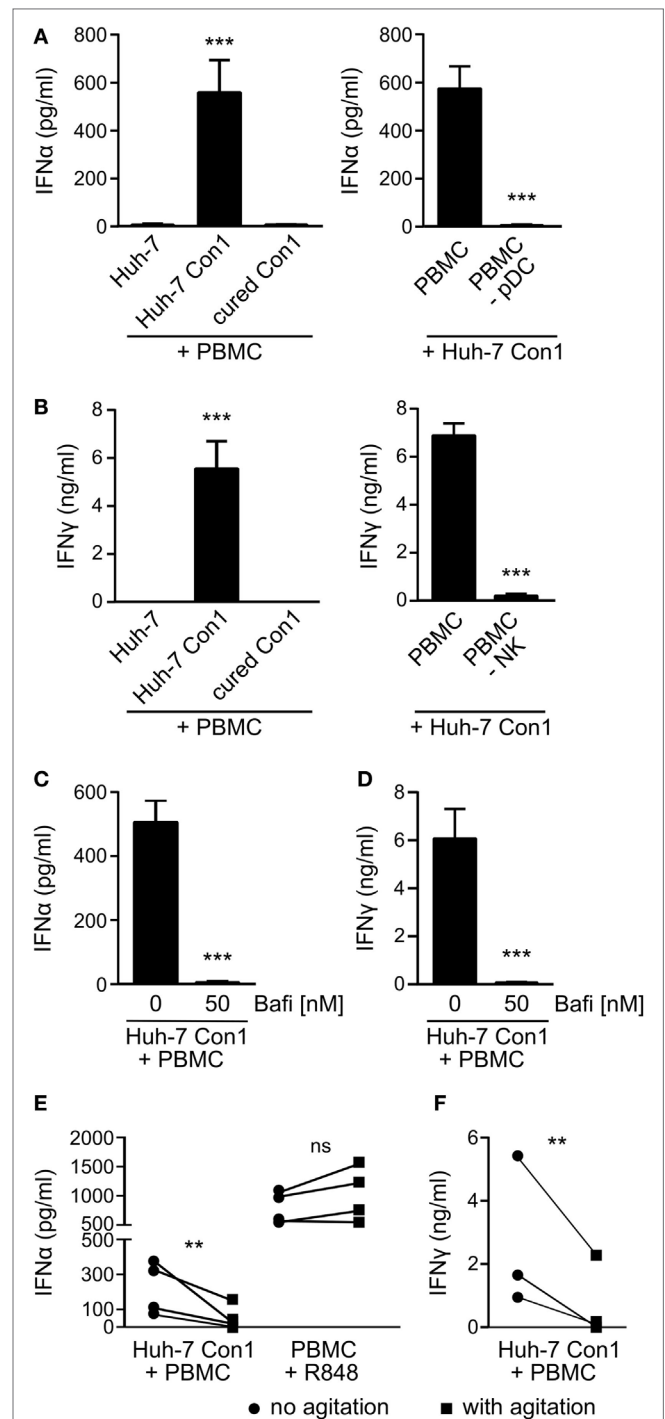 A
IFNα (pg/ml)
800
600
400
200
0
***
Huh-7
Huh-7 Con1
cured Con1
+ PBMC
IFNα (pg/ml)
800
600
400
200
0
***
PBMC
PBMC
- pDC
+ Huh-7 Con1
B
IFNγ (ng/ml)
8
6
4
2
0
***
Huh-7
Huh-7 Con1
cured Con1
+ PBMC
IFNγ (ng/ml)
8
6
4
2
0
***
PBMC
PBMC
- NK
+ Huh-7 Con1
C
IFNα (pg/ml)
600
400
200
0
***
0 50 Bafi [nM]
Huh-7 Con1
+ PBMC
D
IFNγ (ng/ml)
8
6
4
2
0
***
0 50 Bafi [nM]
Huh-7 Con1
+ PBMC
E
IFNα (pg/ml)
2000
1500
1000
500
300
100
0
**
ns
Huh-7 Con1
+ PBMC
PBMC
+ R848
F
IFNγ (ng/ml)
6
4
2
0
**
Huh-7 Con1
+ PBMC
● no agitation ■ with agitation